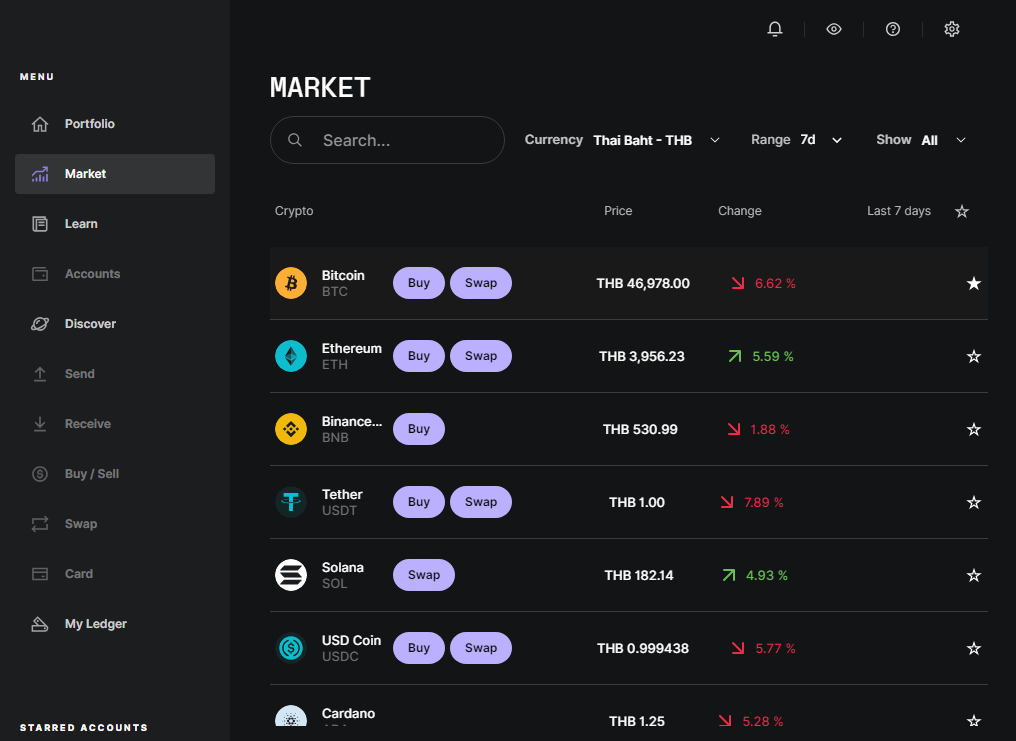 MENU
Portfolio
Market
Learn
Accounts
Discover
Send
Receive
Buy / Sell
Swap
Card
My Ledger
STARRED ACCOUNTS
MARKET
Search...
Currency Thai Baht - THB
Range 7d
Show All
Crypto Price Change Last 7 days
Bitcoin
BTC
Buy Swap THB 46,978.00 6.62 %
Ethereum
ETH
Buy Swap THB 3,956.23 5.59 %
Binance...
BNB
Buy THB 530.99 1.88 %
Tether
USDT
Buy Swap THB 1.00 7.89 %
Solana
SOL
Swap THB 182.14 4.93 %
USD Coin
USDC
Buy Swap THB 0.999438 5.77 %
Cardano
THB 1.25 5.28 %